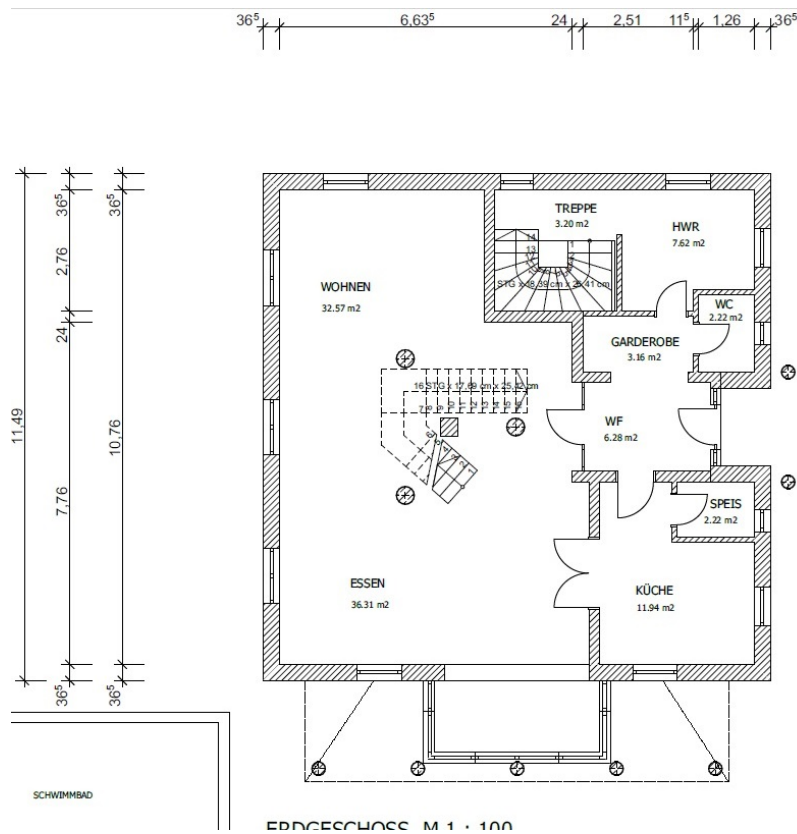 36⁵ 6,63⁵ 24 2,51 11⁵ 1,26 36⁵
36⁵ 36⁵
2,76
24
11,49
10,76
7,76
36⁵ 36⁵
TREPPE
3.20 m2
HWR
7.62 m2
WOHNEN
32.57 m2
WC
2.22 m2
GARDEROBE
3.16 m2
WF
6.28 m2
SPEIS
2.22 m2
ESSEN
36.31 m2
KÜCHE
11.94 m2
SCHWIMMBAD
ERDGESCHOSS M 1 : 100